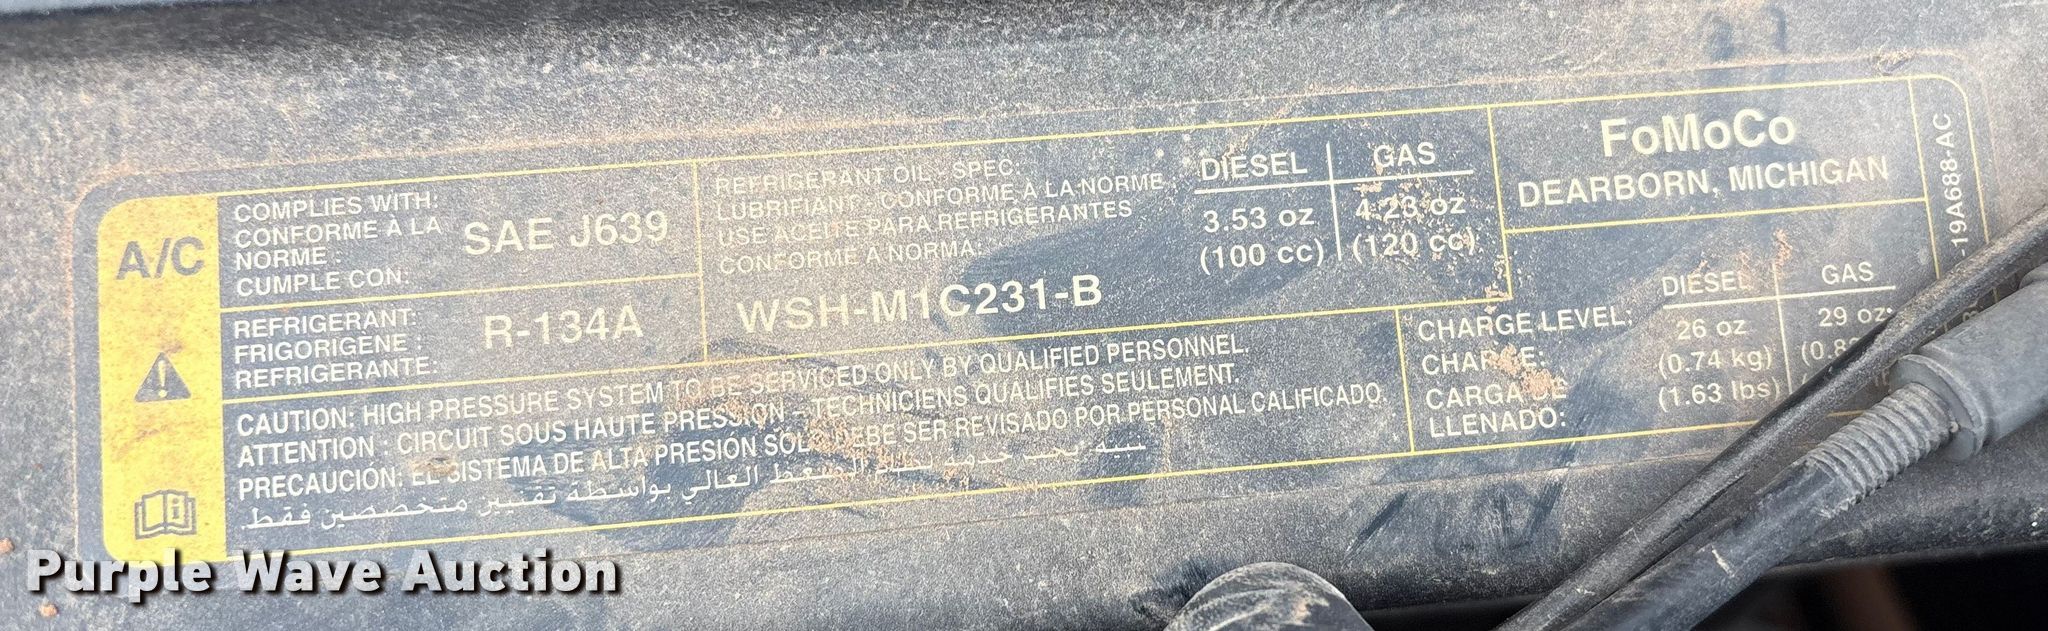 A/C
COMPLIES WITH:
CONFORME À LA
NORME :
CUMPLE CON:
SAE J639
REFRIGERANT:
FRIGORIGÈNE :
REFRIGERANTE:
R-134A
REFRIGERANT OIL - SPEC:
LUBRIFIANT - CONFORME À LA NORME :
USE ACEITE PARA REFRIGERANTES
CONFORME A NORMA:
WSH-M1C231-B
DIESEL GAS
3.53 oz 4.23 oz
(100 cc) (120 cc)
FoMoCo
DEARBORN, MICHIGAN
-19A688-AC
CAUTION: HIGH PRESSURE SYSTEM TO BE SERVICED ONLY BY QUALIFIED PERSONNEL.
ATTENTION : CIRCUIT SOUS HAUTE PRESSION – TECHNICIENS QUALIFIÉS SEULEMENT.
PRECAUCIÓN: EL SISTEMA DE ALTA PRESIÓN SOLO DEBE SER REVISADO POR PERSONAL CALIFICADO.
تنبيه يجب خدمة الضغط العالي بواسطة تقنيين متخصصين فقط.
CHARGE LEVEL:
CHARGE:
CARGA DE
LLENADO:
DIESEL GAS
26 oz 29 oz
(0.74 kg)
(1.63 lbs)
Purple Wave Auction